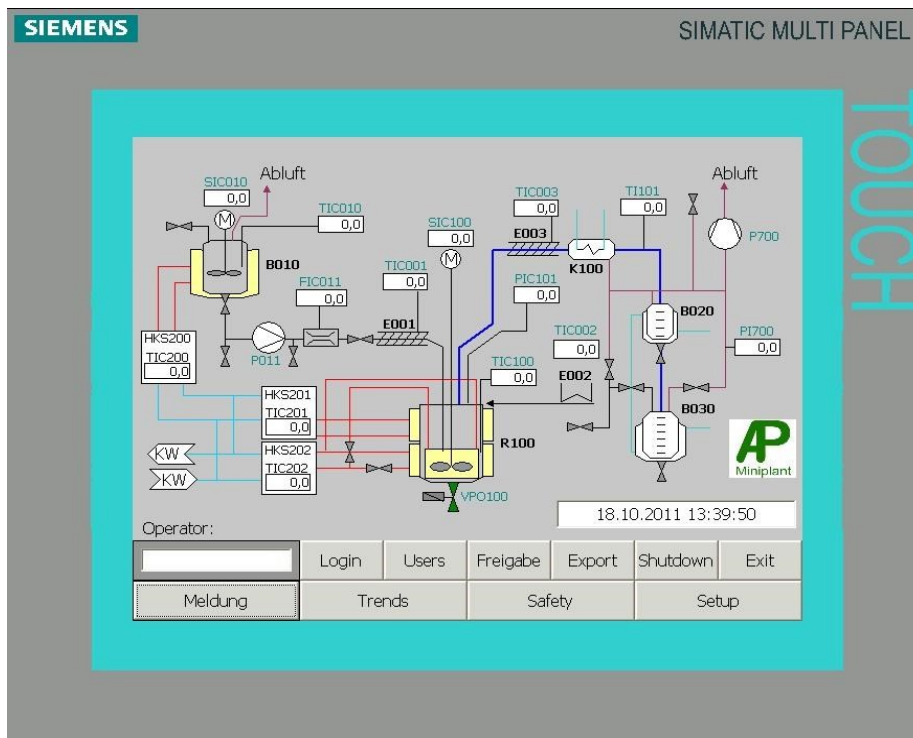 SIEMENS
SIMATIC MULTI PANEL
TOUCH
Abluft
SIC010
0,0
M
TIC010
0,0
B010
FIC011
0,0
TIC001
0,0
SIC100
0,0
M
TIC003
0,0
E003
TI101
0,0
Abluft
P700
K100
PIC101
0,0
B020
PI700
0,0
HKS200
TIC200
0,0
P011
E001
TIC002
0,0
TIC100
0,0
E002
HKS201
TIC201
0,0
HKS202
TIC202
0,0
R100
B030
KW
KW
VPO100
AP
Miniplant
18.10.2011 13:39:50
Operator:
Login Users Freigabe Export Shutdown Exit
Meldung Trends Safety Setup